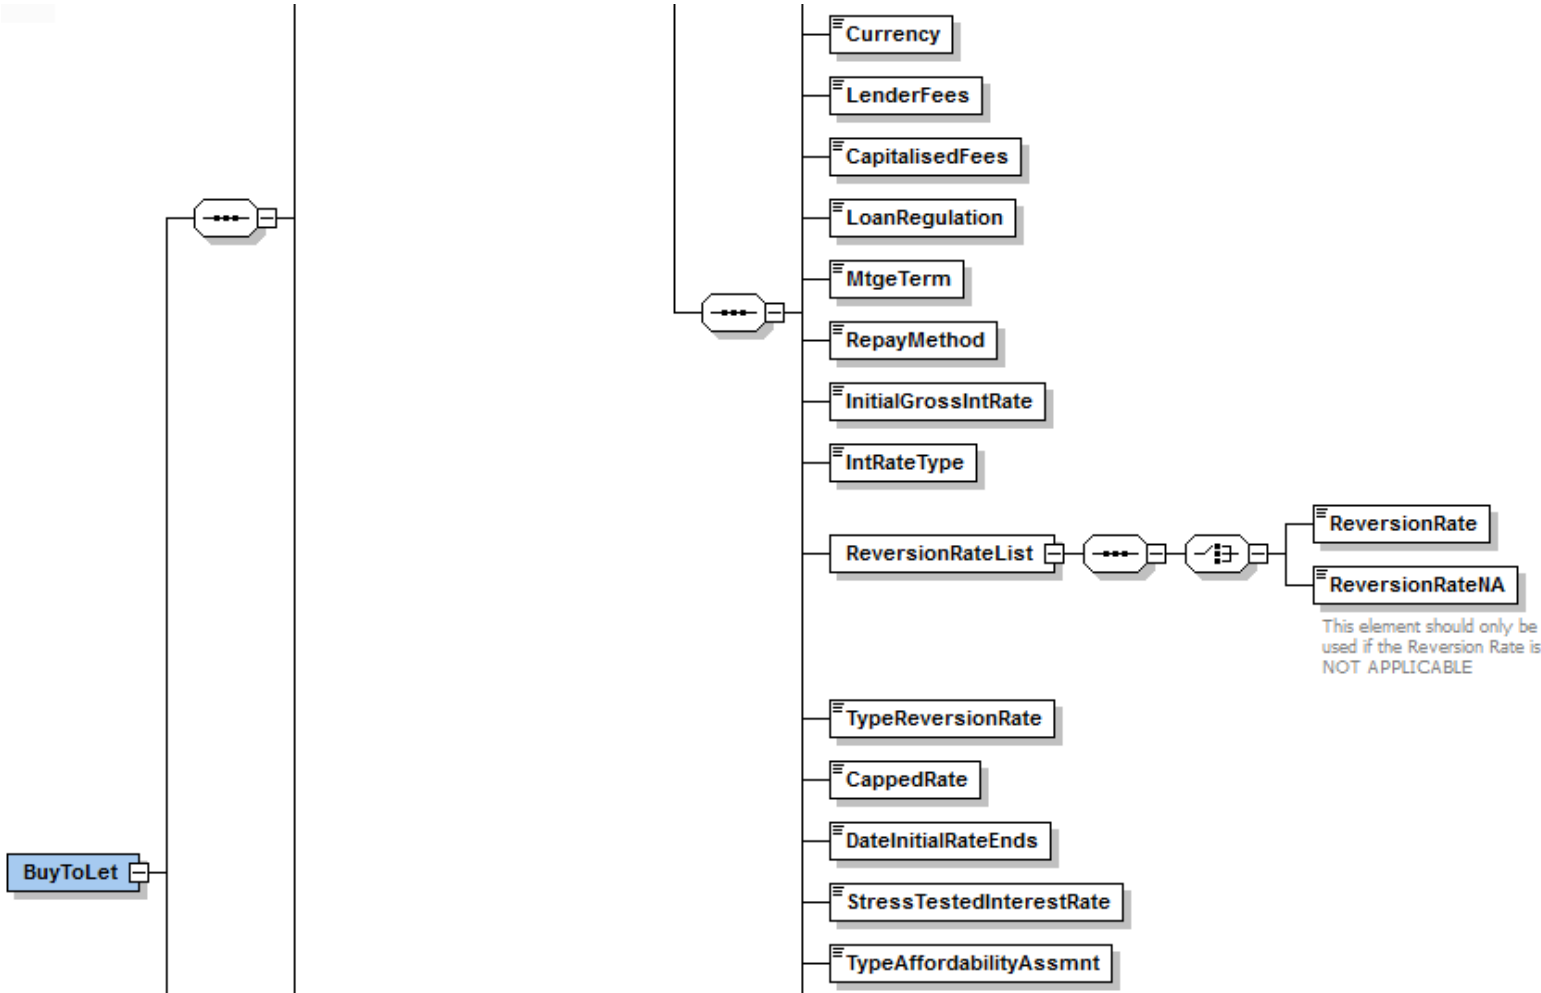 Currency
LenderFees
CapitalisedFees
LoanRegulation
MtgeTerm
RepayMethod
InitialGrossIntRate
IntRateType
ReversionRateList
ReversionRate
ReversionRateNA
This element should only be
used if the Reversion Rate is
NOT APPLICABLE
TypeReversionRate
CappedRate
DateInitialRateEnds
BuyToLet
StressTestedInterestRate
TypeAffordabilityAssmnt